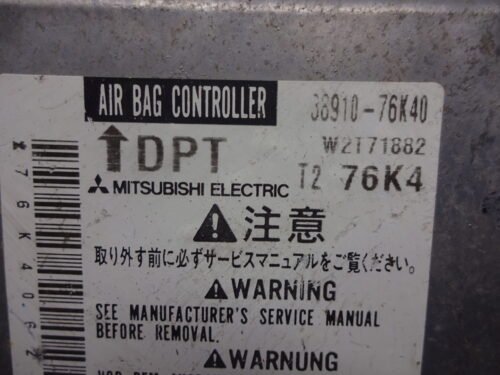 AIR BAG CONTROLLER 38910-76K40
DPT W2T71882
MITSUBISHI ELECTRIC T2 76K4
注意
取り外す前に必ずサービスマニュアルをご覧ください。
WARNING
SEE MANUFACTURER'S SERVICE MANUAL
BEFORE REMOVAL.
WARNUNG